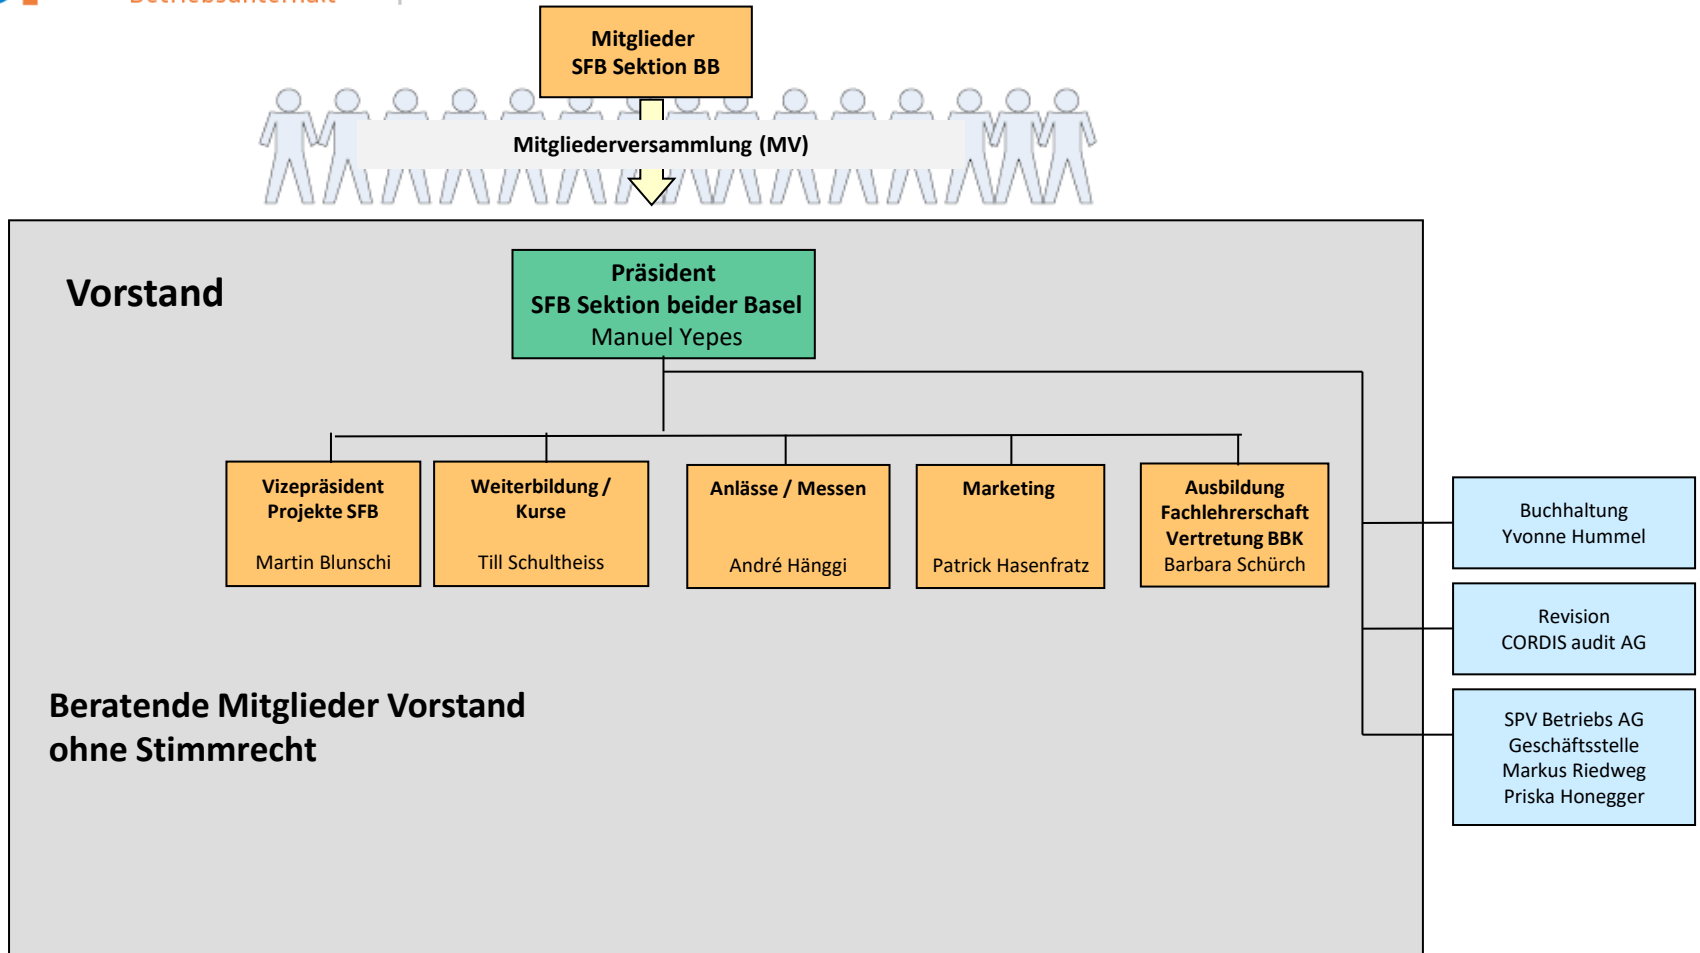 Betriebsunterhalt
Mitglieder
SFB Sektion BB
Mitgliederversammlung (MV)
Vorstand
Präsident
SFB Sektion beider Basel
Manuel Yepes
Vizepräsident
Projekte SFB
Martin Blunschi
Weiterbildung /
Kurse
Till Schultheiss
Anlässe / Messen
André Hänggi
Marketing
Patrick Hasenfratz
Ausbildung
Fachlehrerschaft
Vertretung BBK
Barbara Schürch
Buchhaltung
Yvonne Hummel
Revision
CORDIS audit AG
SPV Betriebs AG
Geschäftsstelle
Markus Riedweg
Priska Honegger
Beratende Mitglieder Vorstand
ohne Stimmrecht